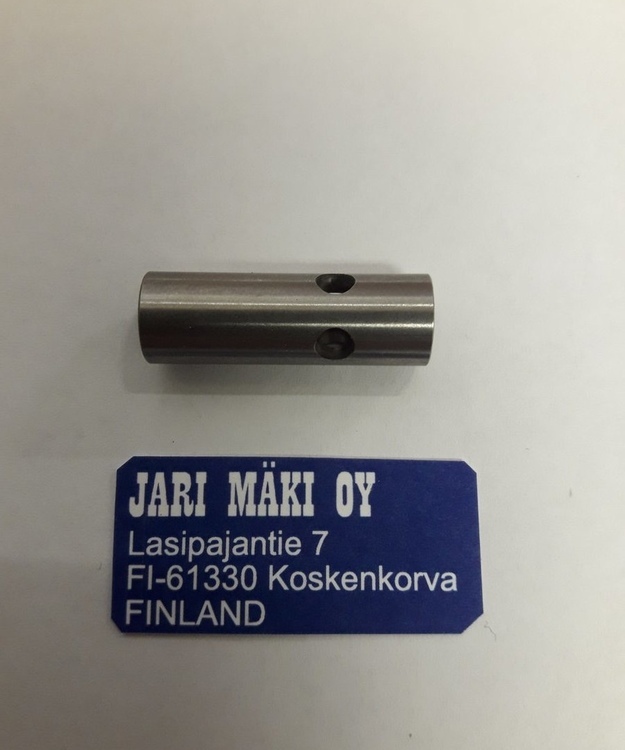 JARI MÄKI OY
Lasipajantie 7
FI-61330 Koskenkorva
FINLAND